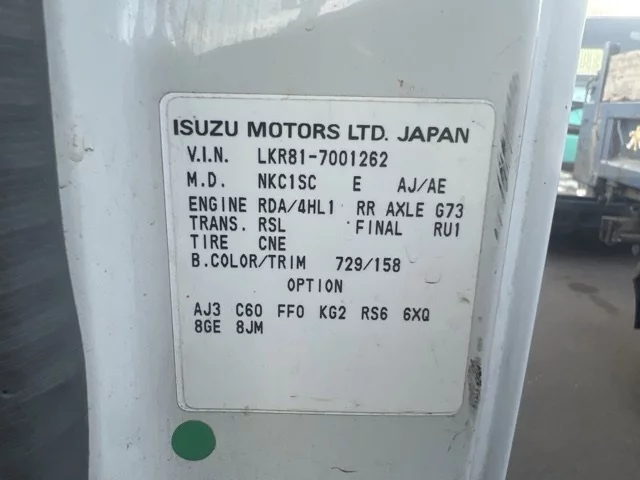 ISUZU MOTORS LTD. JAPAN
V.I.N. LKR81-7001262
M.D. NKC1SC E AJ/AE
ENGINE RDA/4HL1 RR AXLE G73
TRANS. RSL FINAL RU1
TIRE CNE
B.COLOR/TRIM 729/158
OPTION
AJ3 C60 FF0 KG2 RS6 6XQ
8GE 8JM